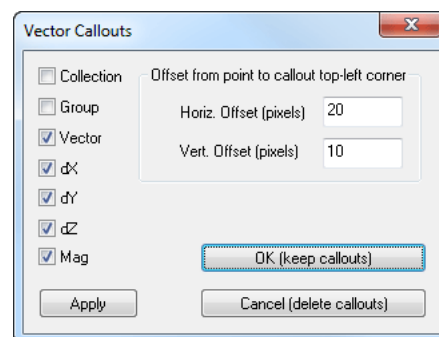 Vector Callouts
Collection
Group
Vector
dX
dY
dZ
Mag
Offset from point to callout top-left corner
Horiz. Offset (pixels) 20
Vert. Offset (pixels) 10
OK (keep callouts)
Apply
Cancel (delete callouts)